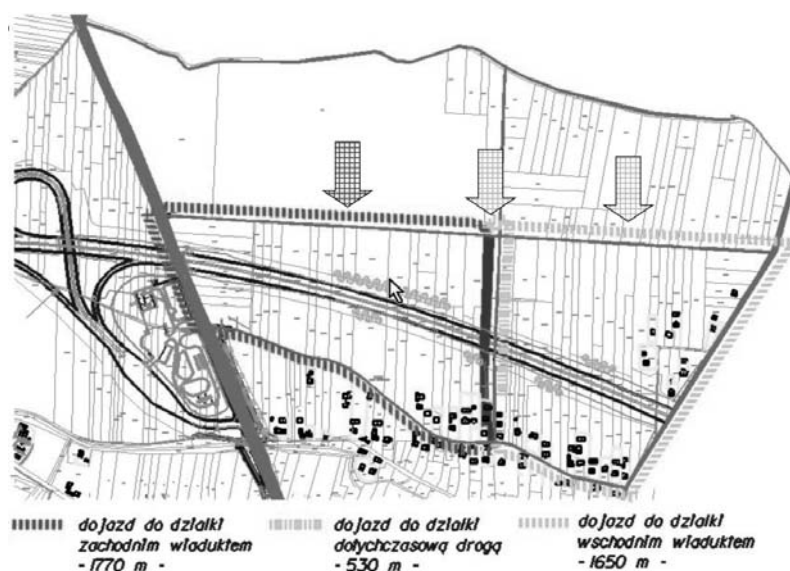 dojazd do działki
zachodnim wiaduktem
- 1770 m -
dojazd do działki
dotychczasową drogą
- 530 m -
dojazd do działki
wschodnim wiaduktem
- 1650 m -